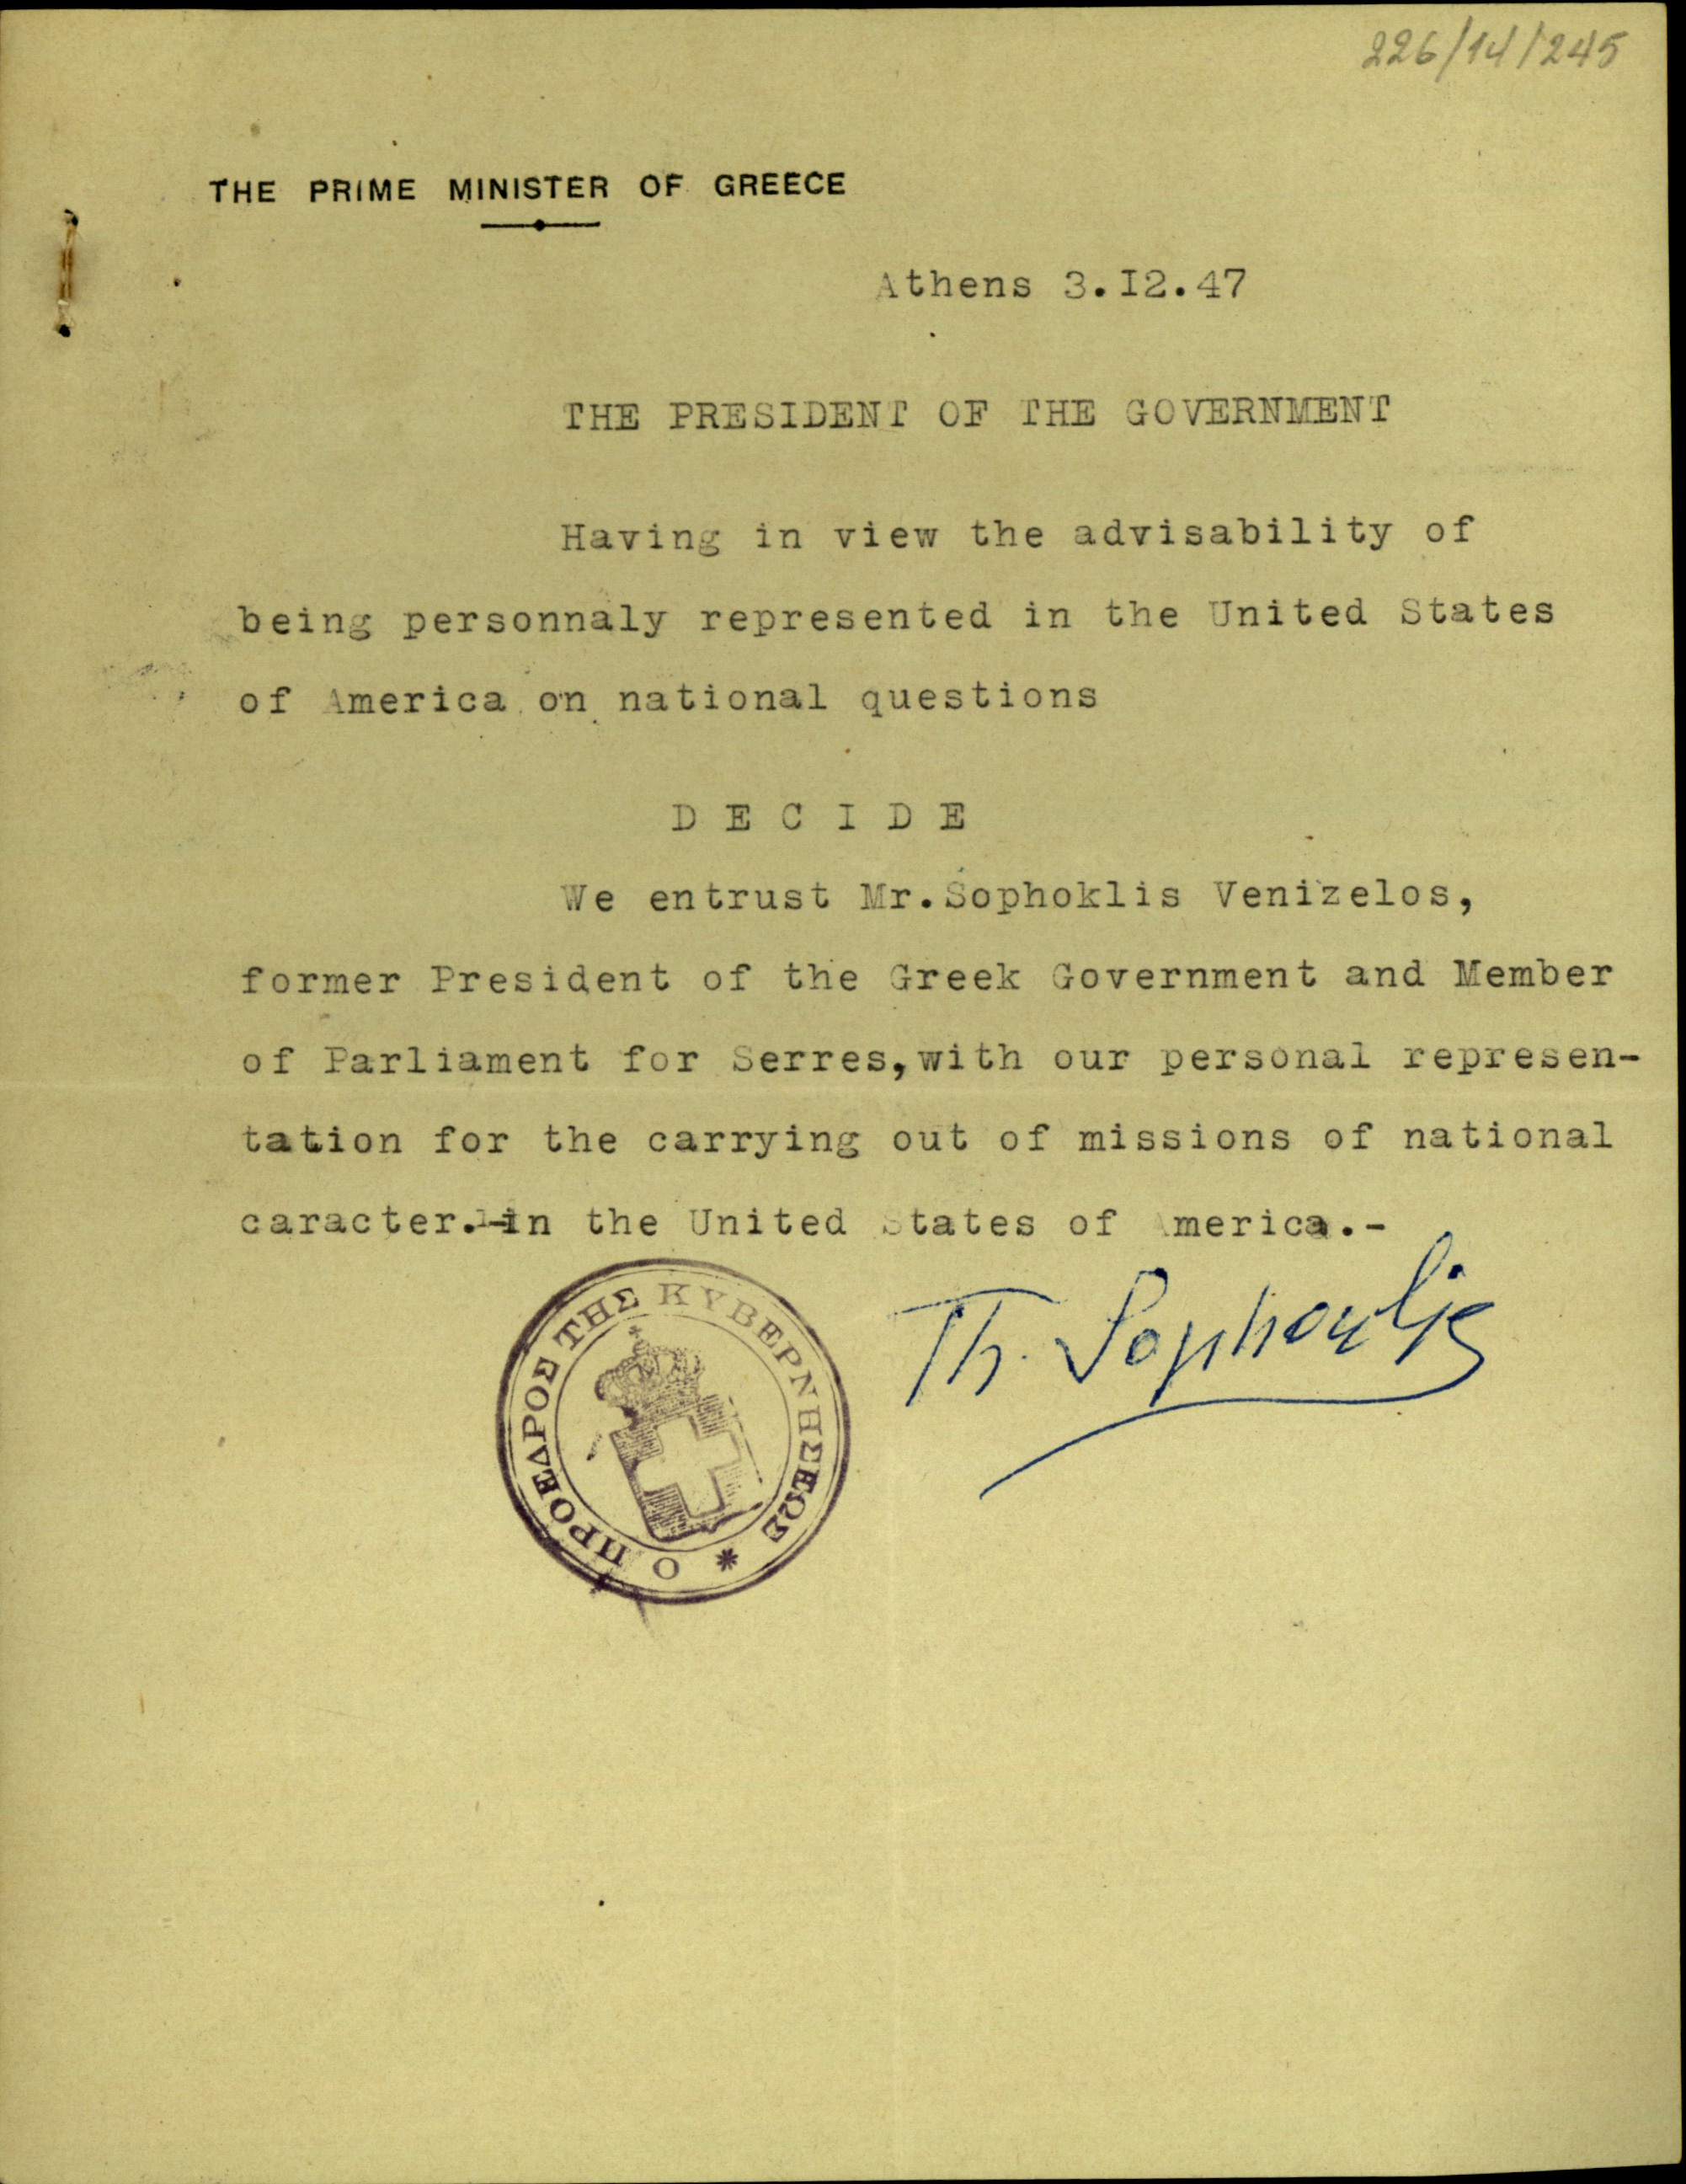 226/14/245
THE PRIME MINISTER OF GREECE
Athens 3.I2.47
THE PRESIDENT OF THE GOVERNMENT
Having in view the advisability of
being personnaly represented in the United States
of America on national questions
D E C I D E
We entrust Mr.Sophoklis Venizelos,
former President of the Greek Government and Member
of Parliament for Serres,with our personal represen-
tation for the carrying out of missions of national
caracter.-in the United States of America.-
Th. Sophoulis
Ο ΠΡΟΕΔΡΟΣ ΤΗΣ ΚΥΒΕΡΝΗΣΕΩΣ *